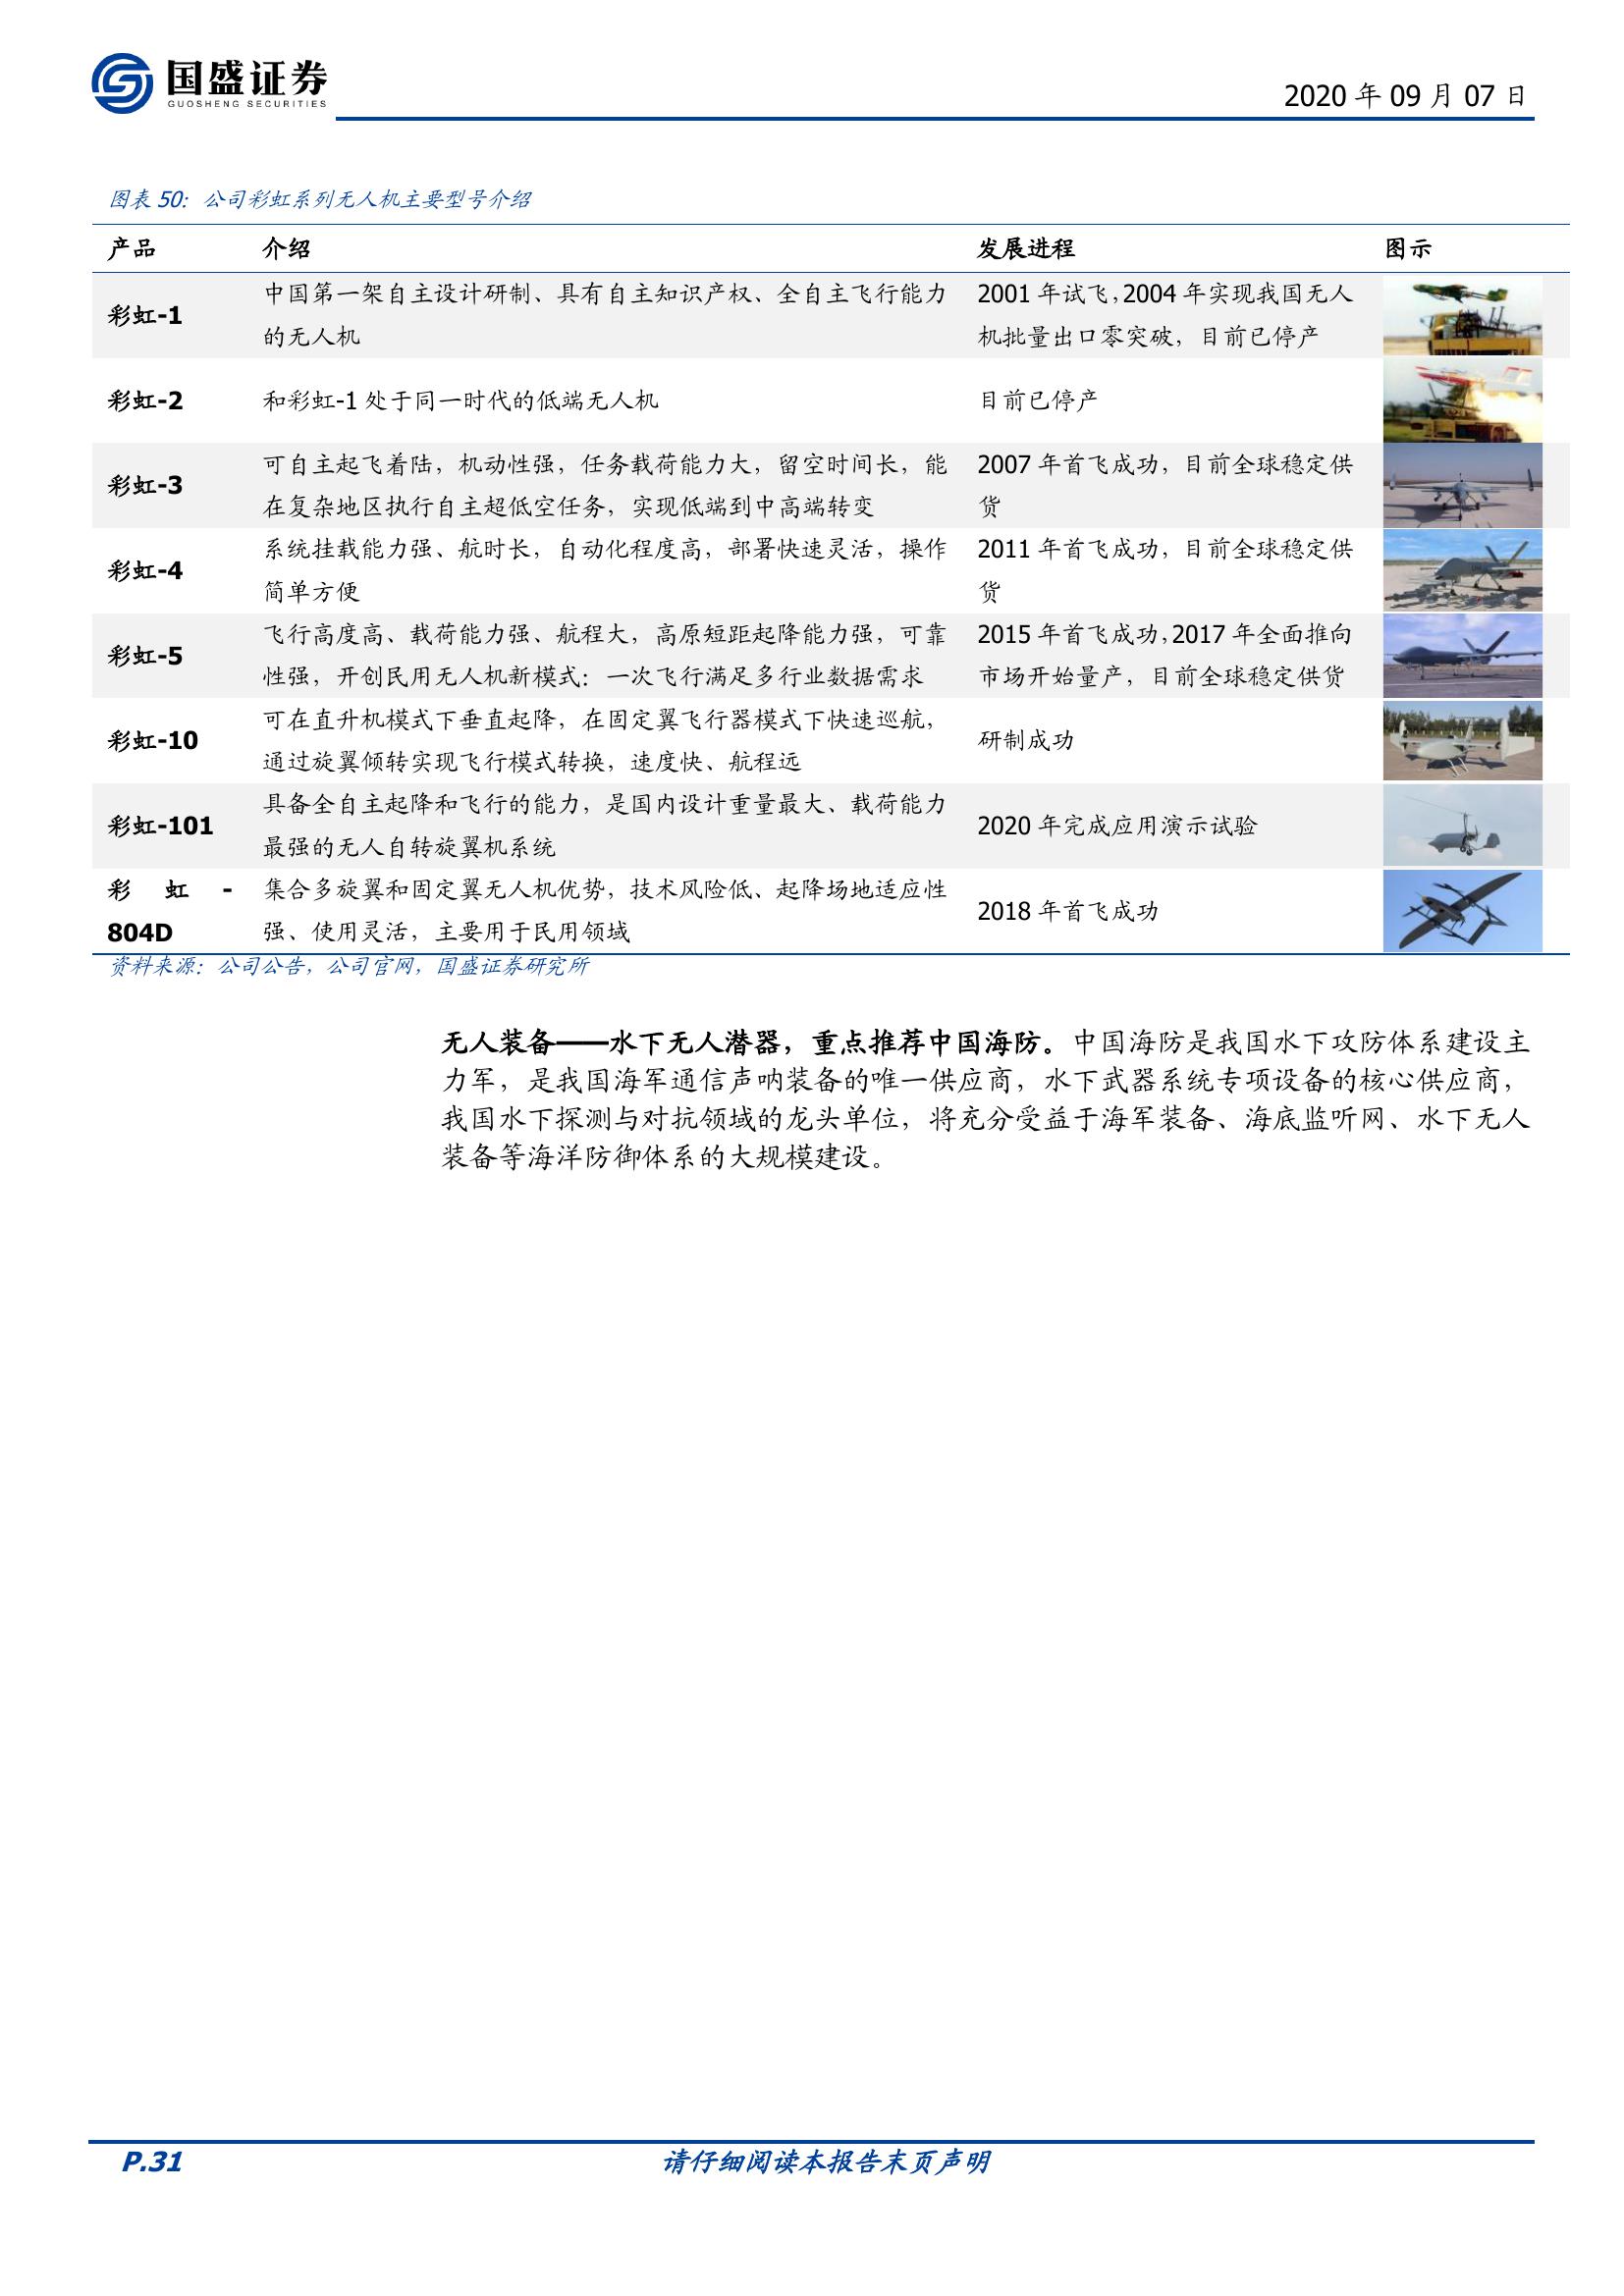 国盛证券
GUOSHENG SECURITIES
2020 年 09 月 07 日
图表 50：公司彩虹系列无人机主要型号介绍
产品 介绍 发展进程 图示
彩虹-1
中国第一架自主设计研制、具有自主知识产权、全自主飞行能力
的无人机
2001 年试飞，2004 年实现我国无人
机批量出口零突破，目前已停产
彩虹-2
和彩虹-1 处于同一时代的低端无人机
目前已停产
彩虹-3
可自主起飞着陆，机动性强，任务载荷能力大，留空时间长，能
在复杂地区执行自主超低空任务，实现低端到中高端转变
2007 年首飞成功，目前全球稳定供
货
彩虹-4
系统挂载能力强、航时长，自动化程度高，部署快速灵活，操作
简单方便
2011 年首飞成功，目前全球稳定供
货
彩虹-5
飞行高度高、载荷能力强、航程大，高原短距起降能力强，可靠
性强，开创民用无人机新模式：一次飞行满足多行业数据需求
2015 年首飞成功，2017 年全面推向
市场开始量产，目前全球稳定供货
彩虹-10
可在直升机模式下垂直起降，在固定翼飞行器模式下快速巡航，
通过旋翼倾转实现飞行模式转换，速度快、航程远
研制成功
彩虹-101
具备全自主起降和飞行的能力，是国内设计重量最大、载荷能力
最强的无人自转旋翼机系统
2020 年完成应用演示试验
彩 虹 -
804D
集合多旋翼和固定翼无人机优势，技术风险低、起降场地适应性
强、使用灵活，主要用于民用领域
2018 年首飞成功
资料来源：公司公告，公司官网，国盛证券研究所
无人装备——水下无人潜器，重点推荐中国海防。中国海防是我国水下攻防体系建设主
力军，是我国海军通信声呐装备的唯一供应商，水下武器系统专项设备的核心供应商，
我国水下探测与对抗领域的龙头单位，将充分受益于海军装备、海底监听网、水下无人
装备等海洋防御体系的大规模建设。
P.31
请仔细阅读本报告末页声明